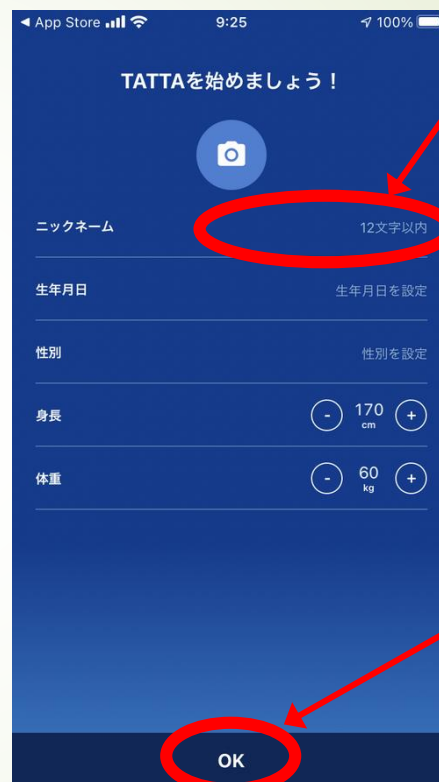 ◀ App Store 9:25 100%
TATTAを始めましょう！
ニックネーム 12文字以内
生年月日 生年月日を設定
性別 性別を設定
身長 - 170 cm +
体重 - 60 kg +
OK